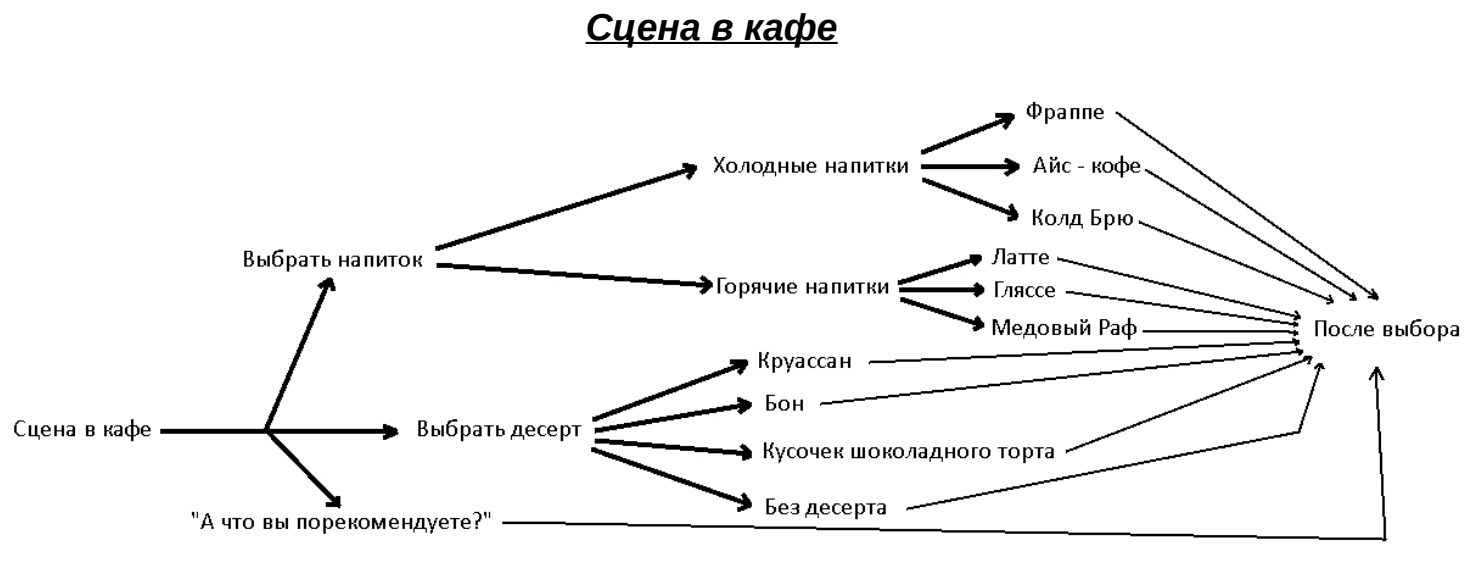 Сцена в кафе
Фраппе
Холодные напитки
Айс - кофе
Колд Брю
Выбрать напиток
Латте
Горячие напитки
Гляссе
Медовый Раф
После выбора
Круассан
Бон
Сцена в кафе
Выбрать десерт
Кусочек шоколадного торта
Без десерта
"А что вы порекомендуете?"